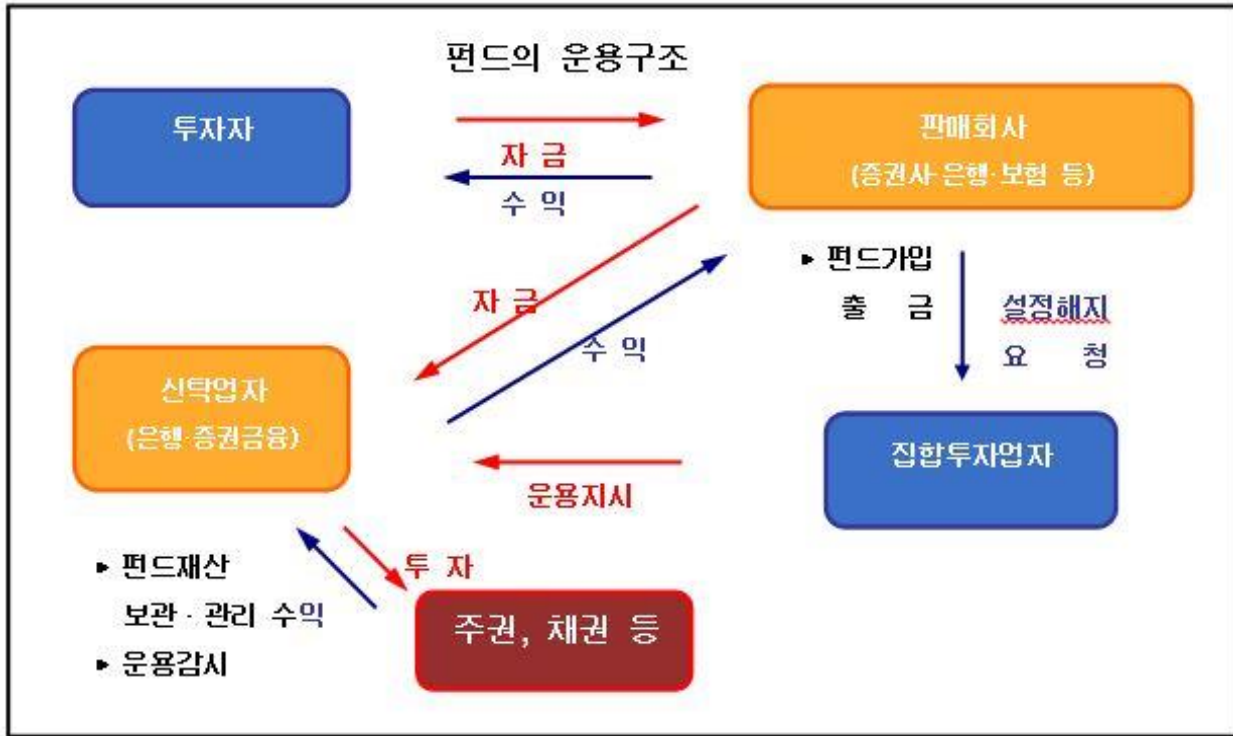 펀드의 운용구조
투자자
판매회사
(증권사·은행·보험 등)
자 금
수 익
▶ 펀드가입
출 금
설정해지
요 청
자 금
수 익
신탁업자
(은행·증권금융)
집합투자업자
운용지시
▶ 펀드재산
보관·관리 수익
▶ 운용감시
투 자
주권, 채권 등